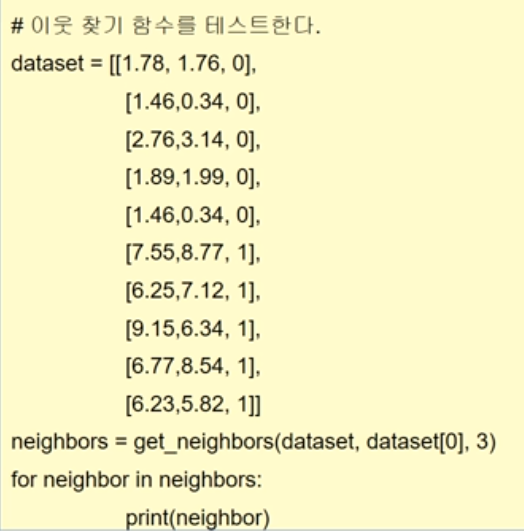 # 이웃 찾기 함수를 테스트한다.
dataset = [[1.78, 1.76, 0],
[1.46,0.34, 0],
[2.76,3.14, 0],
[1.89,1.99, 0],
[1.46,0.34, 0],
[7.55,8.77, 1],
[6.25,7.12, 1],
[9.15,6.34, 1],
[6.77,8.54, 1],
[6.23,5.82, 1]]
neighbors = get_neighbors(dataset, dataset[0], 3)
for neighbor in neighbors:
print(neighbor)